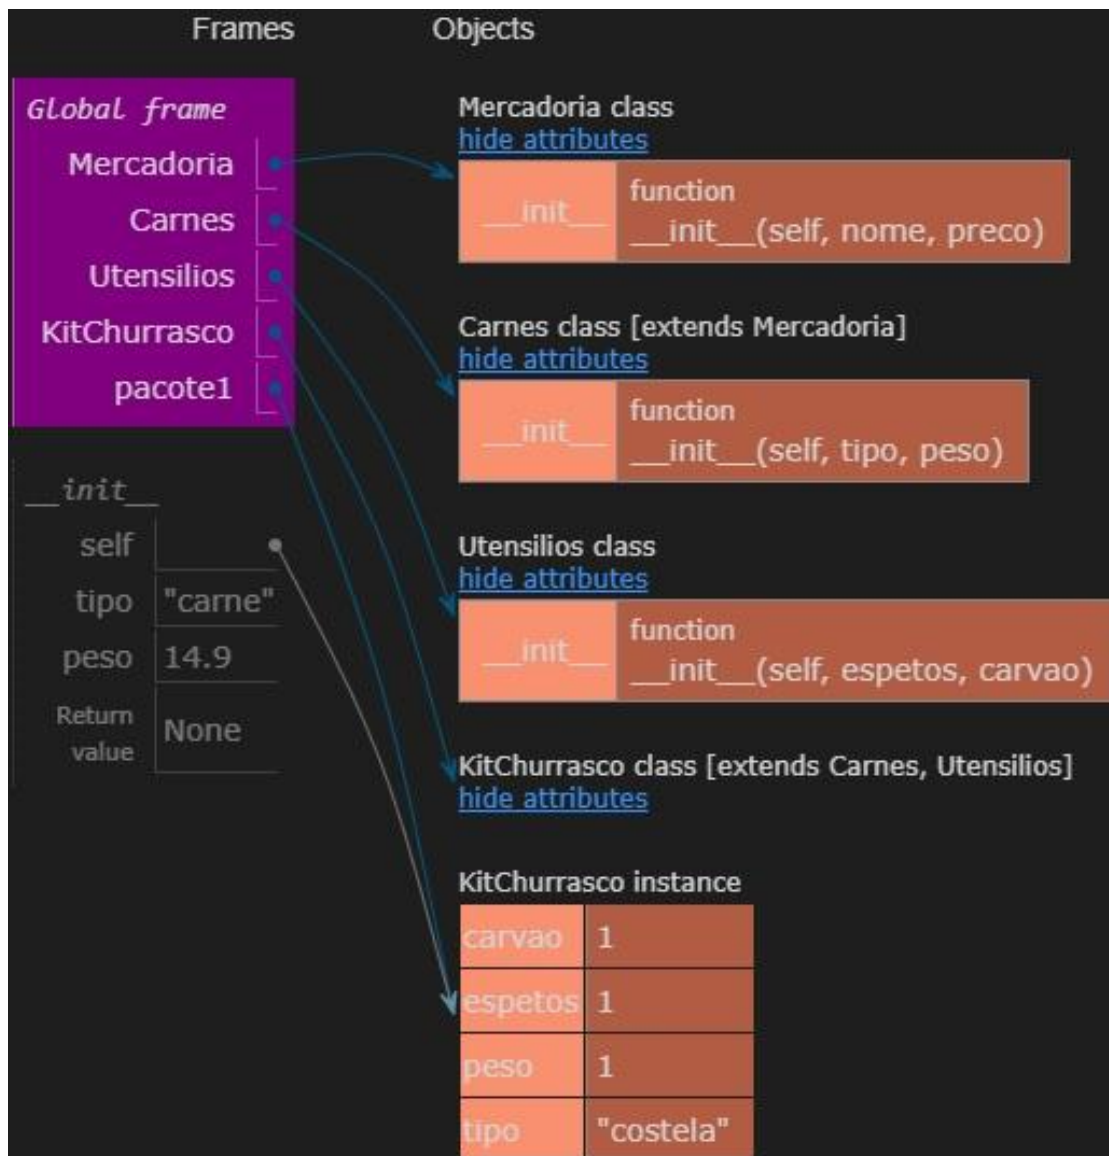 Frames
Objects
Global frame
Mercadoria
Carnes
Utensilios
KitChurrasco
pacote1
__init__
self
tipo "carne"
peso 14.9
Return
value
None
Mercadoria class
hide attributes
__init__
function
__init__(self, nome, preco)
Carnes class [extends Mercadoria]
hide attributes
__init__
function
__init__(self, tipo, peso)
Utensilios class
hide attributes
__init__
function
__init__(self, espetos, carvao)
KitChurrasco class [extends Carnes, Utensilios]
hide attributes
KitChurrasco instance
carvao 1
espetos 1
peso 1
tipo "costela"